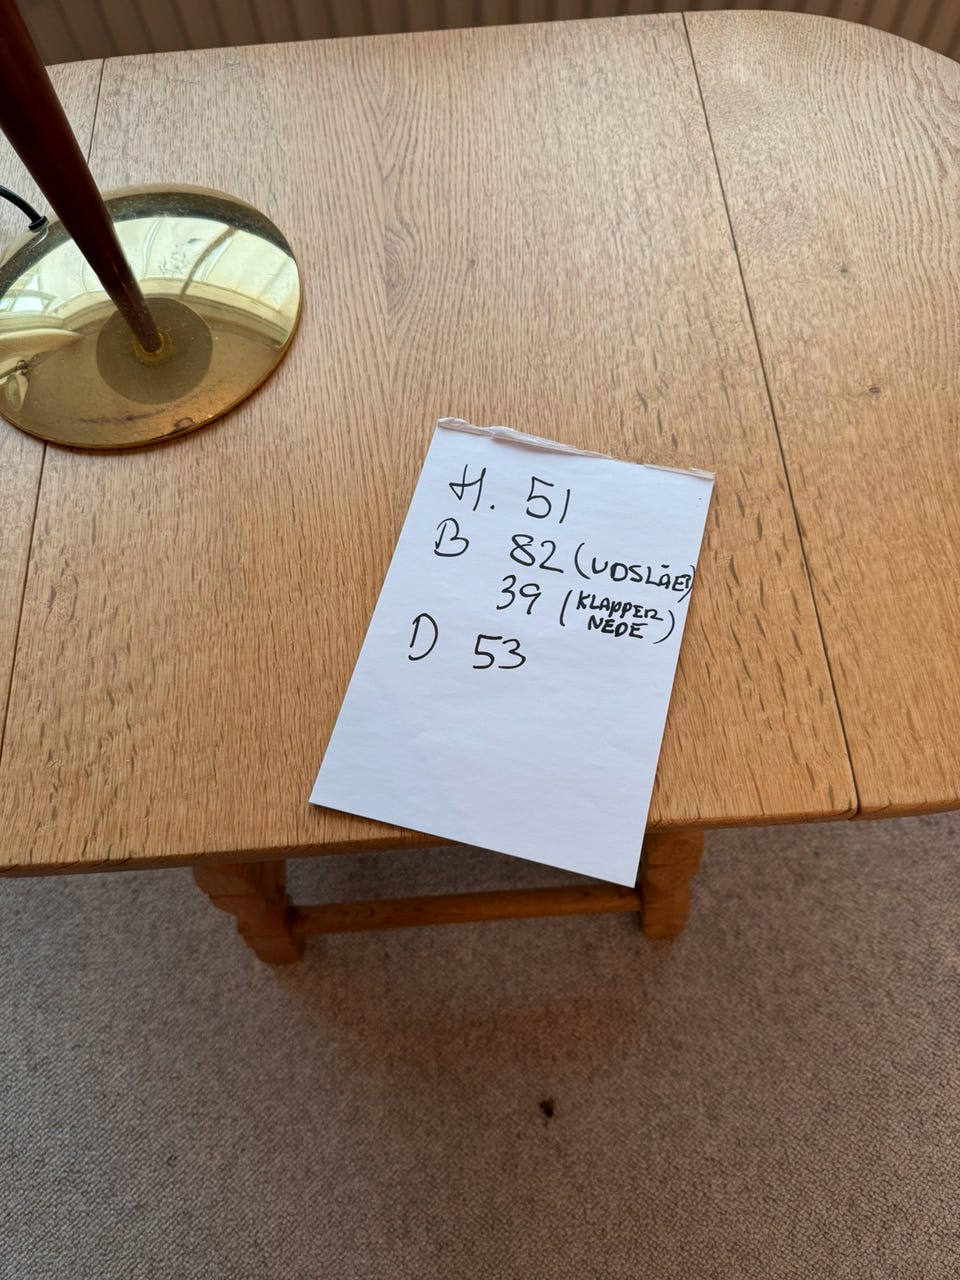 H. 51
B 82 (UDSLÅET)
39 (KLAPPER
NEDE)
D 53